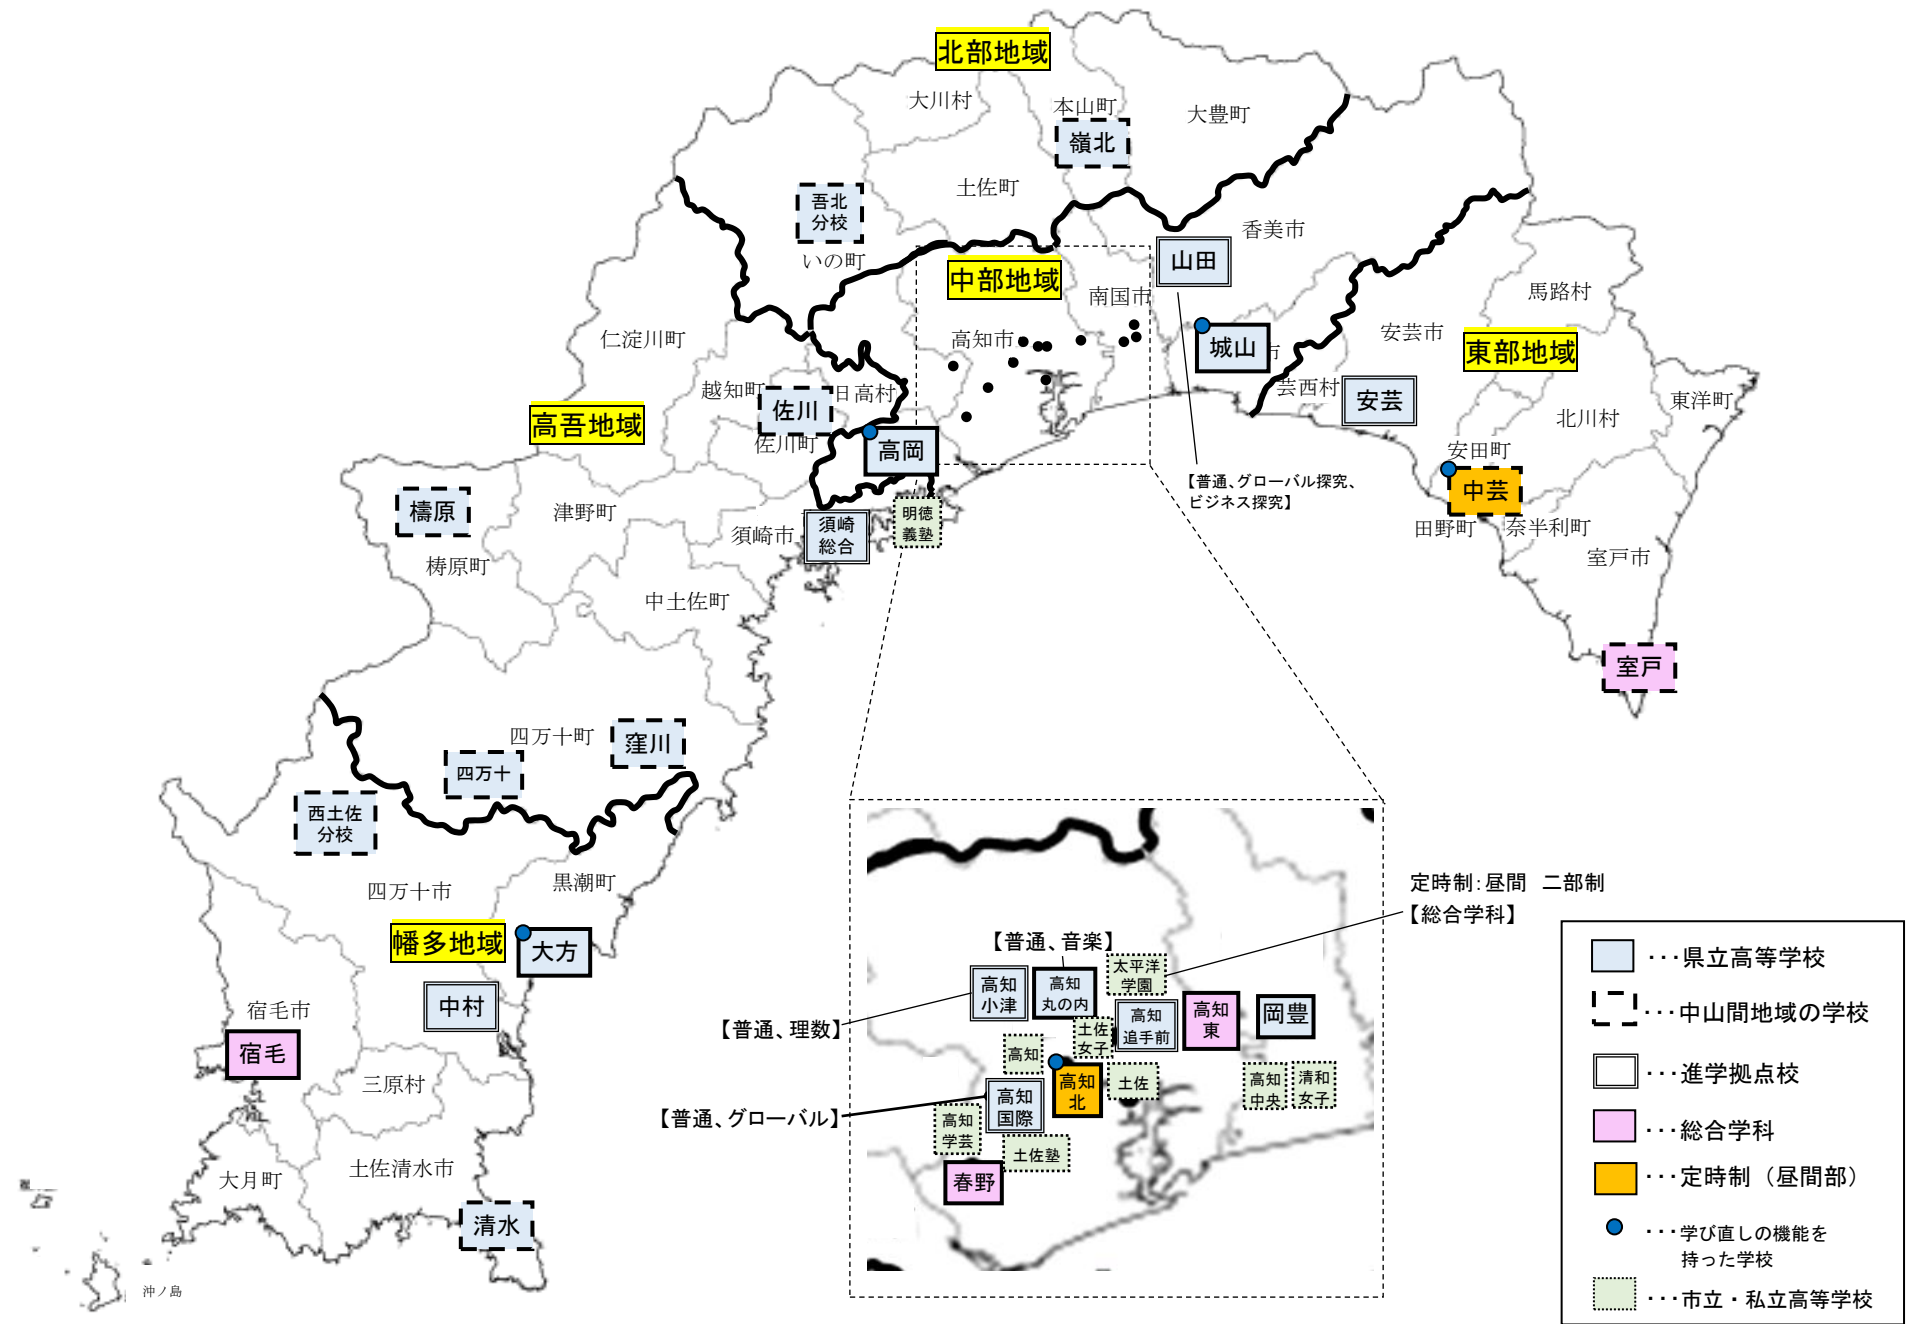 北部地域
大川村
本山町
大豊町
嶺北
土佐町
吾北
分校
いの町
香美市
山田
中部地域
南国市
馬路村
仁淀川町
高知市
城山
市
安芸市
東部地域
越知町
日高村
佐川
芸西村
安芸
北川村
東洋町
高吾地域
佐川町
高岡
安田町
【普通、グローバル探究、
ビジネス探究】
中芸
檮原
津野町
須崎市
須崎
総合
明徳
義塾
田野町
奈半利町
室戸市
梼原町
中土佐町
室戸
四万十町
窪川
四万十
西土佐
分校
四万十市
黒潮町
幡多地域
大方
中村
宿毛市
宿毛
三原村
大月町
土佐清水市
清水
沖ノ島
定時制：昼間　二部制
【総合学科】
【普通、音楽】
太平洋
学園
高知
小津
高知
丸の内
高知
追手前
高知
東
岡豊
【普通、理数】
土佐
女子
高知
高知
北
土佐
高知
中央
清和
女子
【普通、グローバル】
高知
国際
高知
学芸
土佐塾
春野
･･･県立高等学校
･･･中山間地域の学校
･･･進学拠点校
･･･総合学科
･･･定時制（昼間部）
･･･学び直しの機能を
持った学校
･･･市立・私立高等学校